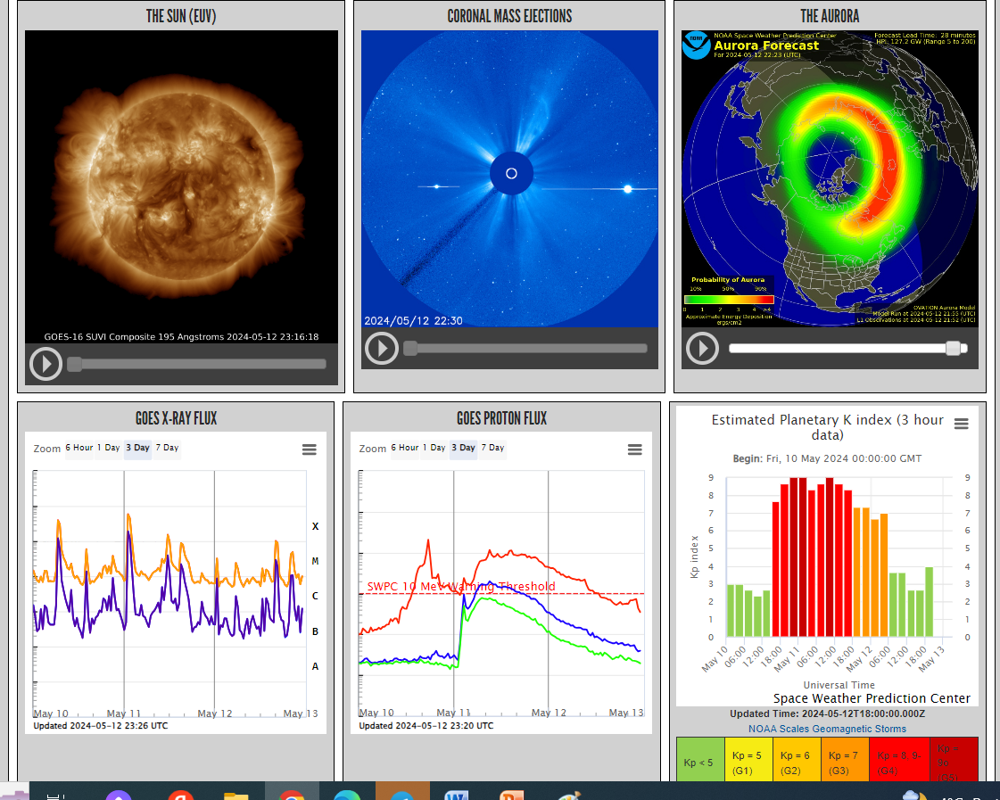 THE SUN (EUV)
GOES-16 SUVI Composite 195 Angstroms 2024-05-12 23:16:18
CORONAL MASS EJECTIONS
2024/05/12 22:30
THE AURORA
NOAA Space Weather Prediction Center
Aurora Forecast
For 2024-05-12 22:23 (UTC)
Forecast Lead Time: 28 minutes
HPI: 127.2 GW (Range 5 to 200)
Probability of Aurora
10% 50% 90%
0 1 2 3 4 >4
Approximate Energy Deposition
ergs/cm2
OVATION Aurora Model
Model Run at 2024-05-12 21:55 (UTC)
L1 Observations at 2024-05-12 21:52 (UTC)
GOES X-RAY FLUX
Zoom 6 Hour 1 Day 3 Day 7 Day
X
M
C
B
A
May 10 May 11 May 12 May 13
Updated 2024-05-12 23:26 UTC
GOES PROTON FLUX
Zoom 6 Hour 1 Day 3 Day 7 Day
SWPC 10 MeV Warning Threshold
May 10 May 11 May 12 May 13
Updated 2024-05-12 23:20 UTC
Estimated Planetary K index (3 hour
data)
Begin: Fri, 10 May 2024 00:00:00 GMT
Kp index
9 9
8 8
7 7
6 6
5 5
4 4
3 3
2 2
1 1
0 0
May 10 06:00 12:00 18:00 May 11 06:00 12:00 18:00 May 12 06:00 12:00 18:00 May 13
Universal Time
Space Weather Prediction Center
Updated Time: 2024-05-12T18:00:00.000Z
NOAA Scales Geomagnetic Storms
Kp < 5
Kp = 5
(G1)
Kp = 6
(G2)
Kp = 7
(G3)
Kp = 8, 9-
(G4)
Kp =
9o
(G5)